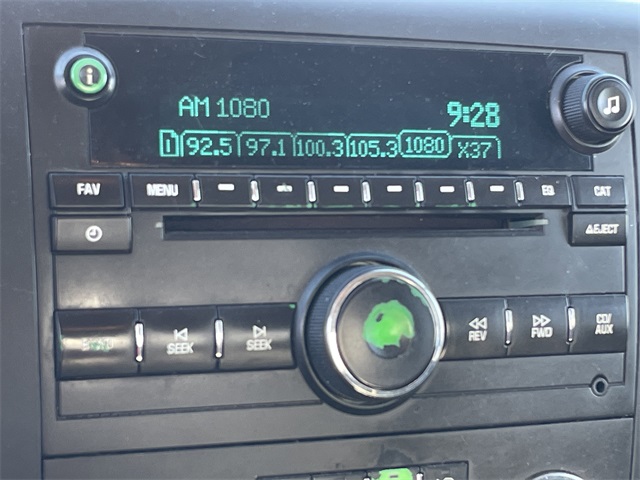 AM 1080 9:28
1 92.5 97.1 100.3 105.3 1080 X37
FAV MENU EQ CAT
EJECT
SEEK SEEK REV FWD CD/AUX